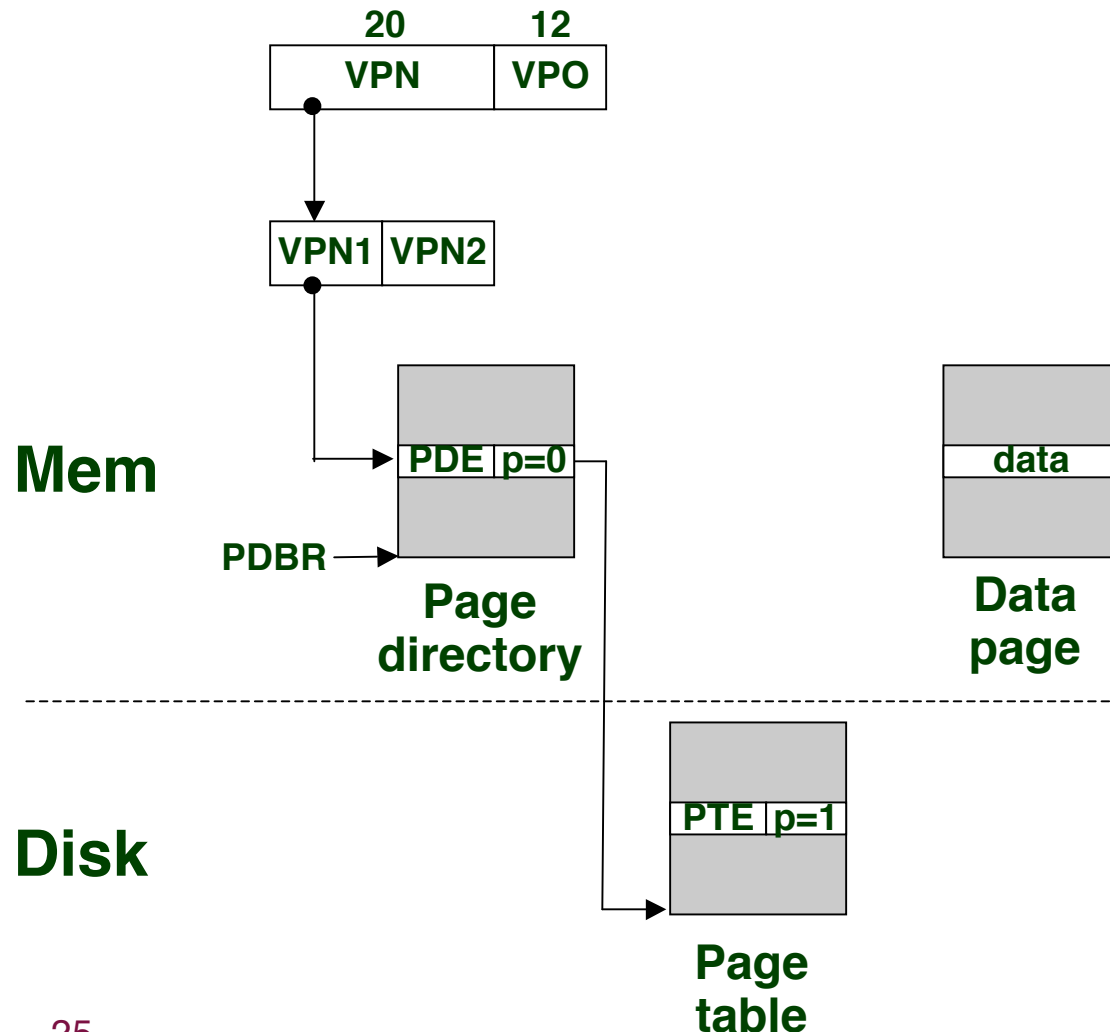 20 12
VPN VPO
VPN1 VPN2
Mem
PDE p=0
data
PDBR
Page
directory
Data
page
Disk
PTE p=1
Page
table